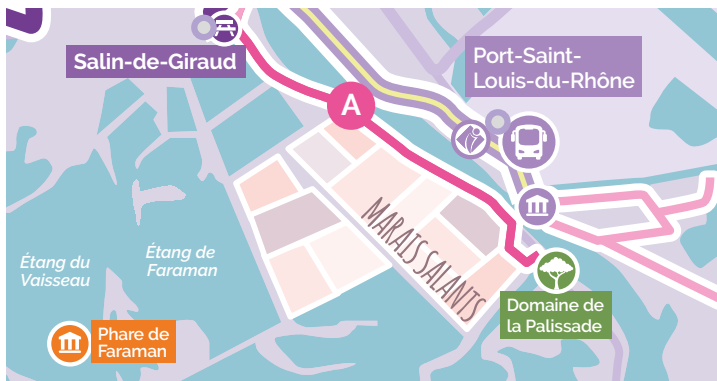 Salin-de-Giraud
Port-Saint-
Louis-du-Rhône
A
MARAIS SALANTS
Étang du
Vaisseau
Étang de
Faraman
Domaine de
la Palissade
Phare de
Faraman